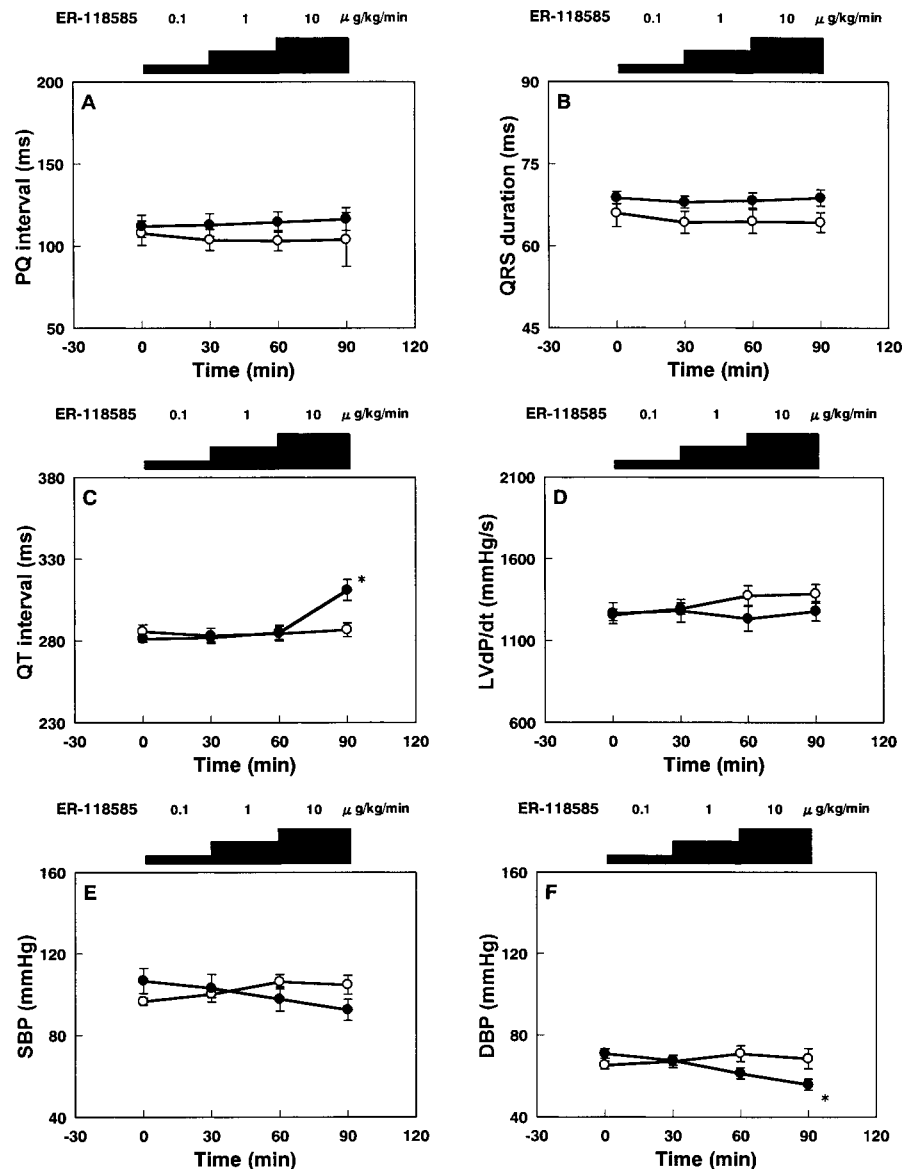 ER-118585 0.1 1 10 μ g/kg/min
ER-118585 0.1 1 10 μ g/kg/min
A
PQ interval (ms)
200
150
100
50
-30 0 30 60 90 120
Time (min)
B
QRS duration (ms)
90
75
60
45
-30 0 30 60 90 120
Time (min)
ER-118585 0.1 1 10 μ g/kg/min
ER-118585 0.1 1 10 μ g/kg/min
C
QT interval (ms)
380
330
280
230
*
-30 0 30 60 90 120
Time (min)
D
LVdP/dt (mmHg/s)
2100
1600
1100
600
-30 0 30 60 90 120
Time (min)
ER-118585 0.1 1 10 μ g/kg/min
ER-118585 0.1 1 10 μ g/kg/min
E
SBP (mmHg)
160
120
80
40
-30 0 30 60 90 120
Time (min)
F
DBP (mmHg)
160
120
80
40
*
-30 0 30 60 90 120
Time (min)